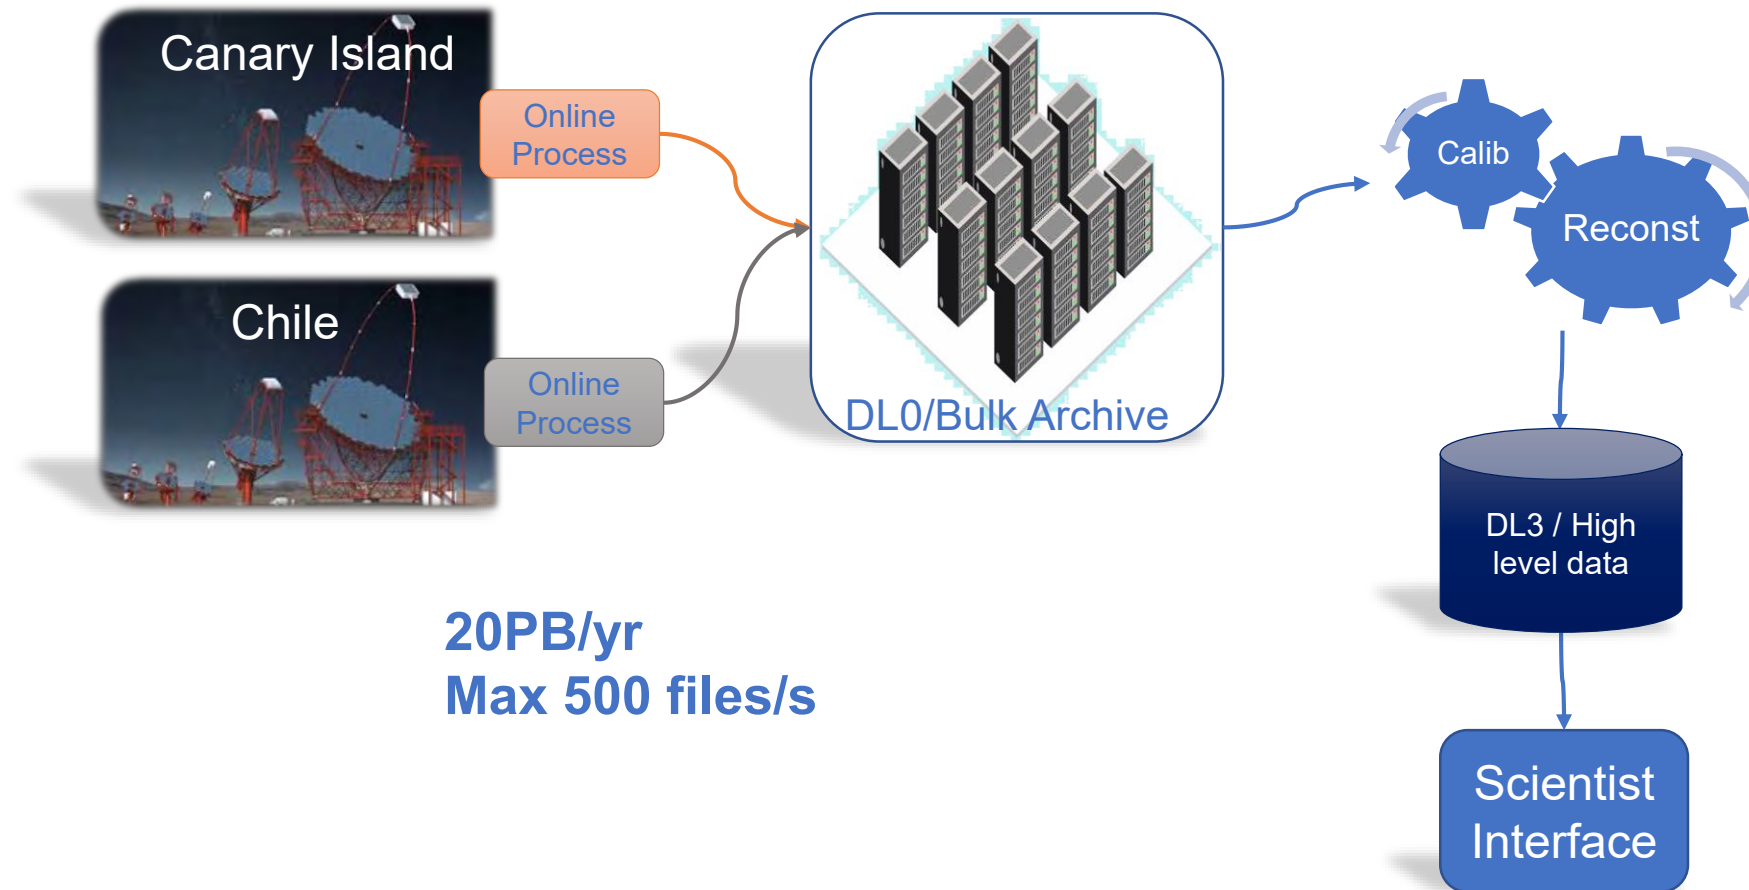 Canary Island
Online
Process
Chile
Online
Process
DL0/Bulk Archive
Calib
Reconst
DL3 / High
level data
20PB/yr
Max 500 files/s
Scientist
Interface